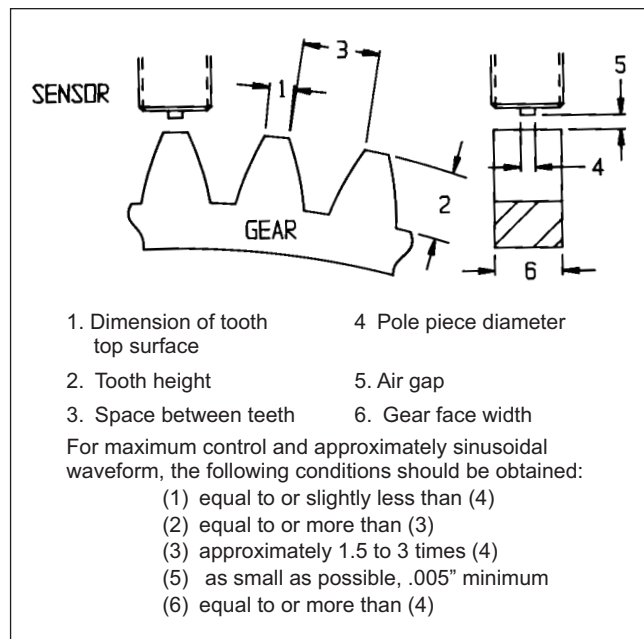 3
5
1
SENSOR
4
2
GEAR
6
1. Dimension of tooth
top surface
4 Pole piece diameter
2. Tooth height
5. Air gap
3. Space between teeth
6. Gear face width
For maximum control and approximately sinusoidal
waveform, the following conditions should be obtained:
(1) equal to or slightly less than (4)
(2) equal to or more than (3)
(3) approximately 1.5 to 3 times (4)
(5) as small as possible, .005” minimum
(6) equal to or more than (4)